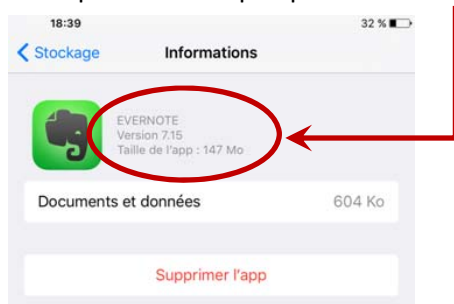 18:39
32 %
Stockage
Informations
EVERNOTE
Version 7.15
Taille de l'app : 147 Mo
Documents et données
604 Ko
Supprimer l'app